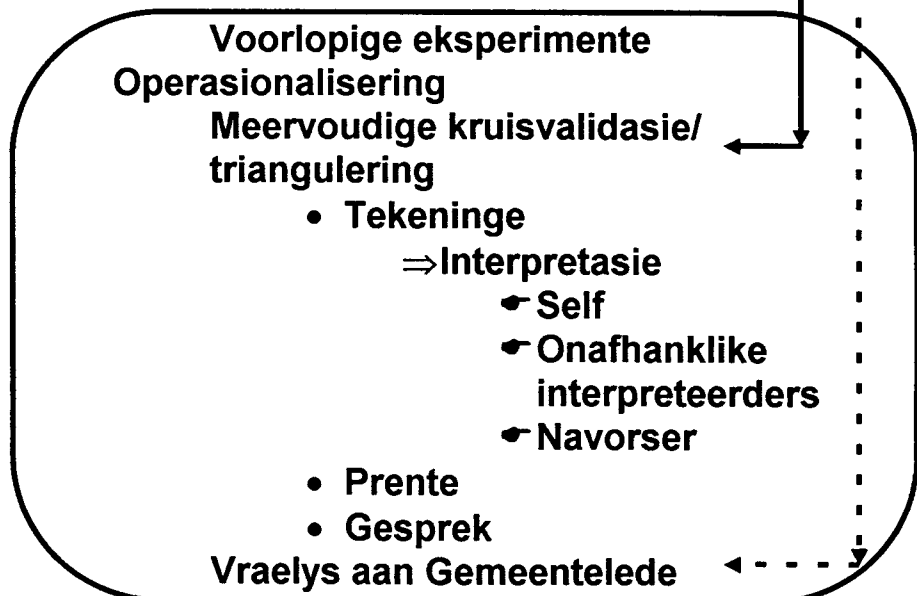 Voorlopige eksperimente
Operasionalisering
Meervoudige kruisvalidasie/
triangulering
• Tekeninge
⇒Interpretasie
☛Self
☛Onafhanklike
interpreteerders
☛Navorser
• Prente
• Gesprek
Vraelys aan Gemeentelede